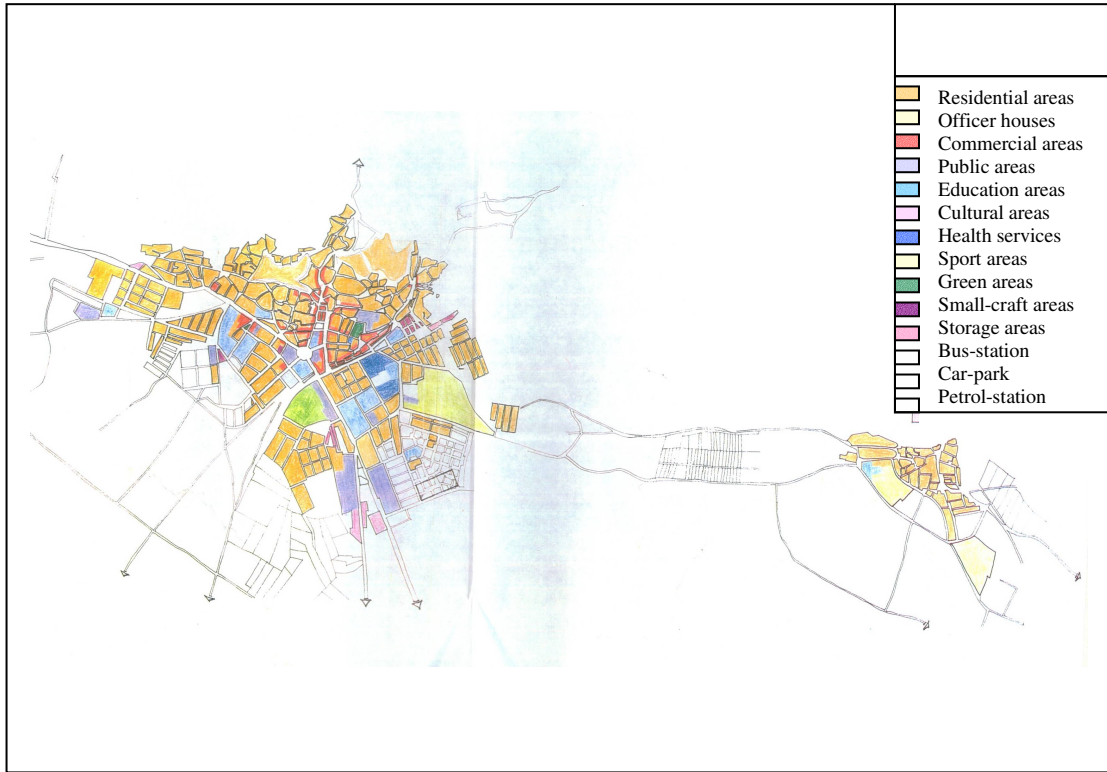 Residential areas
Officer houses
Commercial areas
Public areas
Education areas
Cultural areas
Health services
Sport areas
Green areas
Small-craft areas
Storage areas
Bus-station
Car-park
Petrol-station